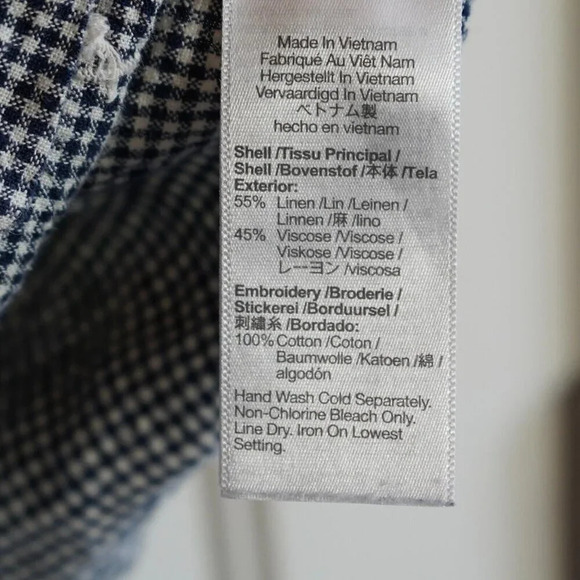 Made In Vietnam
Fabriqué Au Viêt Nam
Hergestellt In Vietnam
Vervaardigd In Vietnam
ベトナム製
hecho en vietnam
Shell /Tissu Principal /
Shell /Bovenstof /本体 /Tela
Exterior:
55% Linen /Lin /Leinen /
Linnen /麻 /lino
45% Viscose /Viscose /
Viskose /Viscose /
レーヨン /viscosa
Embroidery /Broderie /
Stickerei /Borduursel /
刺繍糸 /Bordado:
100% Cotton /Coton /
Baumwolle /Katoen /綿 /
algodón
Hand Wash Cold Separately.
Non-Chlorine Bleach Only.
Line Dry. Iron On Lowest
Setting.